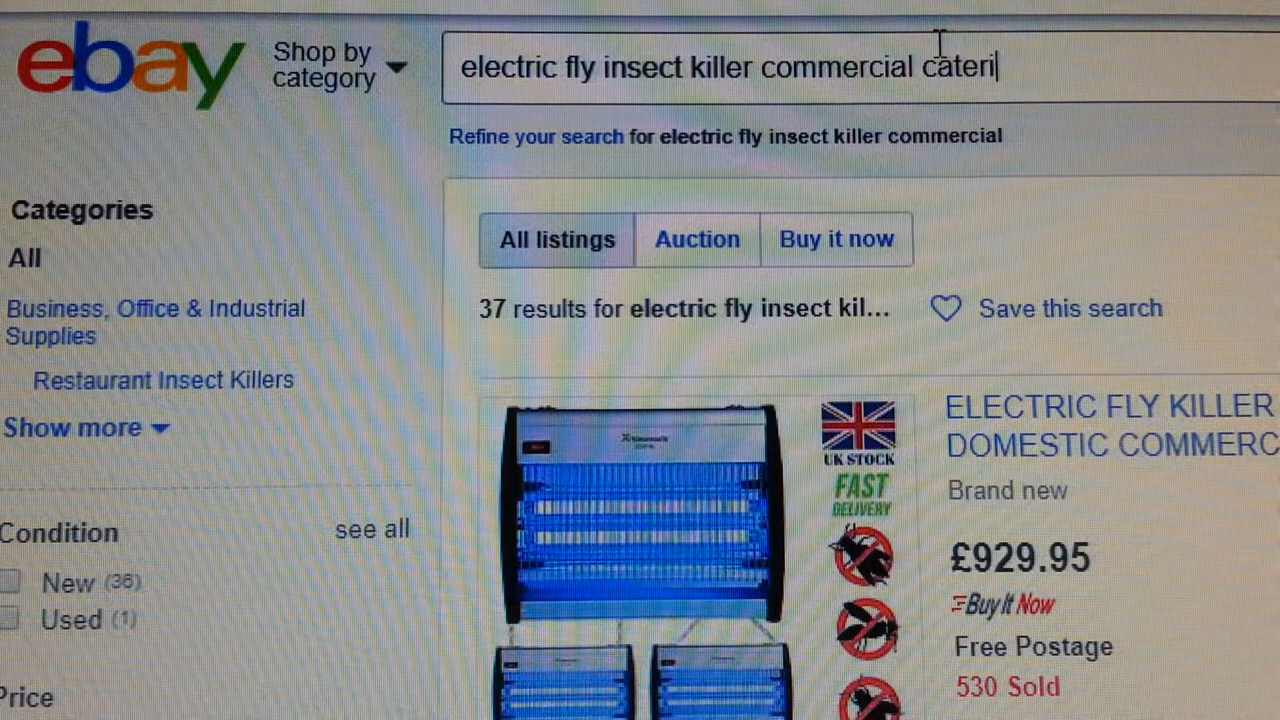 ebay
Shop by
category
electric fly insect killer commercial cateri
Refine your search for electric fly insect killer commercial
Categories
All
Business, Office & Industrial
Supplies
Restaurant Insect Killers
Show more
Condition
see all
New (36)
Used (1)
Price
All listings
Auction
Buy it now
37 results for electric fly insect kil...
Save this search
UK STOCK
FAST
DELIVERY
ELECTRIC FLY KILLER
DOMESTIC COMMERC
Brand new
£929.95
Buy It Now
Free Postage
530 Sold